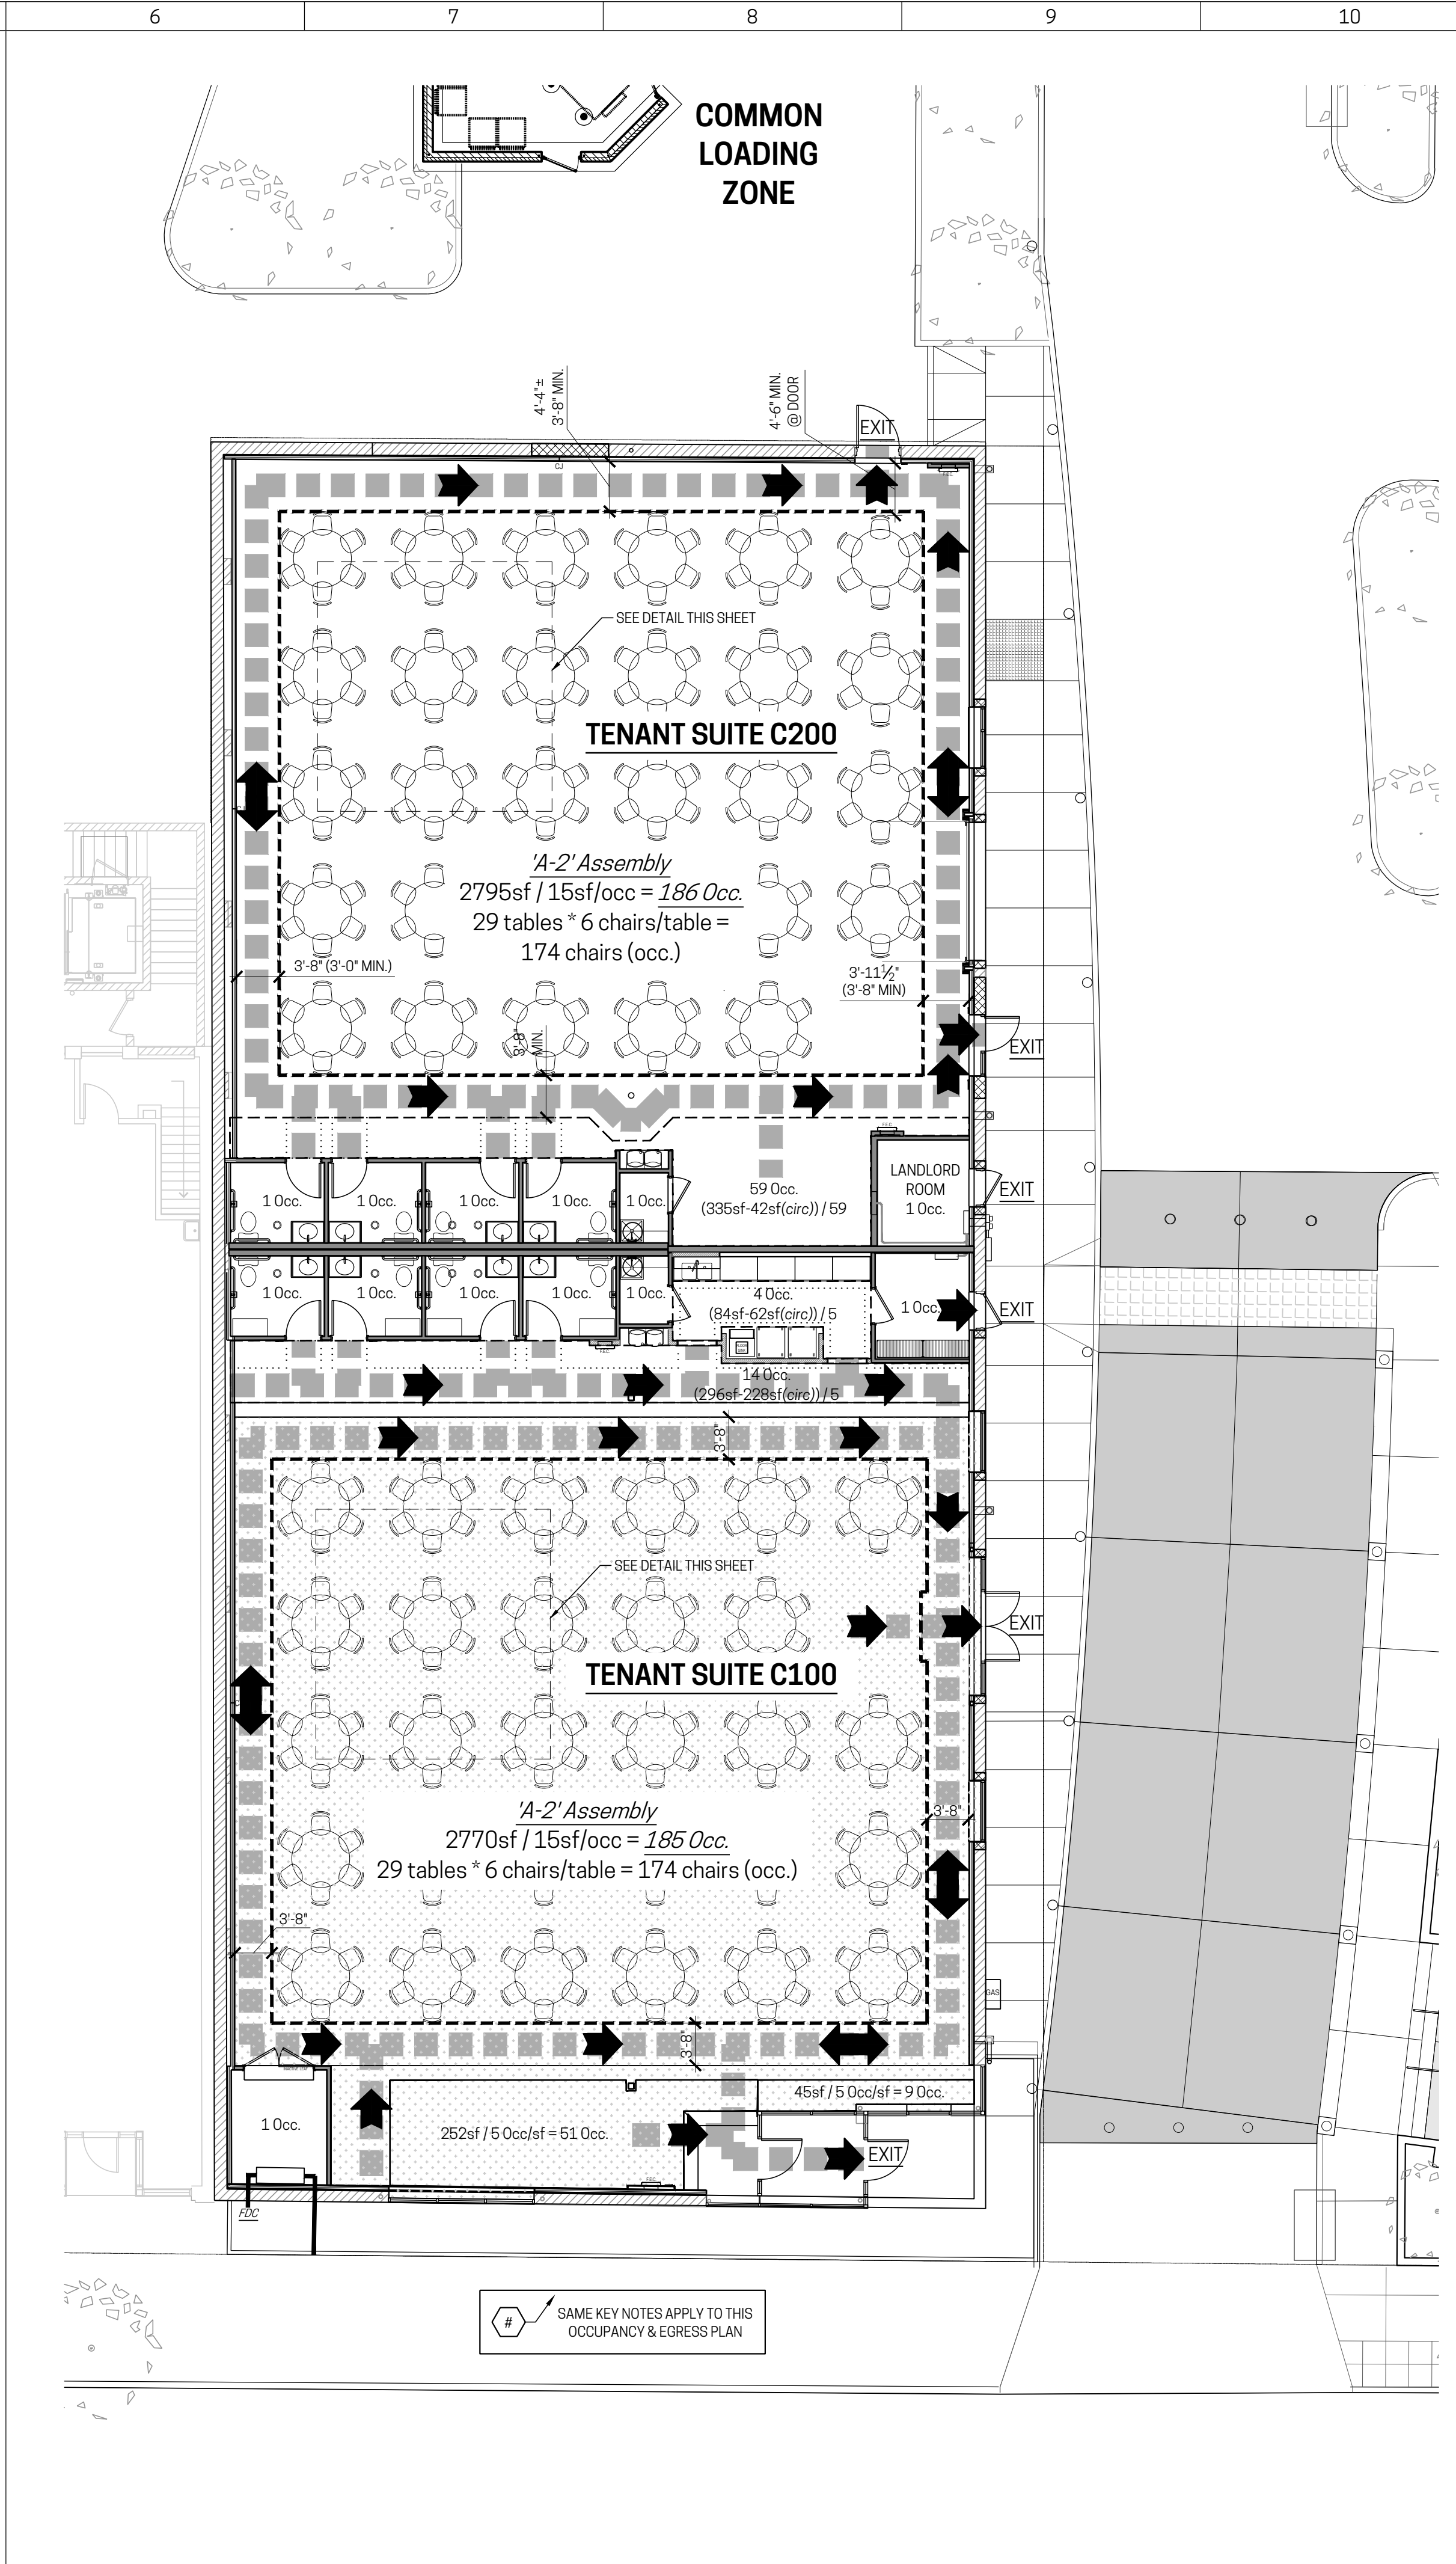 6 7 8 9 10
COMMON
LOADING
ZONE
4'-4"±
3'-8" MIN.
4'-6" MIN.
@ DOOR
EXIT
CJ
SEE DETAIL THIS SHEET
TENANT SUITE C200
'A-2' Assembly
2795sf / 15sf/occ = 186 Occ.
29 tables * 6 chairs/table =
174 chairs (occ.)
3'-8" (3'-0" MIN.)
3'-11½"
(3'-8" MIN)
3'-8"
MIN.
EXIT
LANDLORD
ROOM
1 Occ.
EXIT
1 Occ. 1 Occ. 1 Occ. 1 Occ. 1 Occ.
59 Occ.
(335sf-42sf(circ)) / 59
1 Occ. 1 Occ. 1 Occ. 1 Occ. 1 Occ.
4 Occ.
(84sf-62sf(circ)) / 5
1 Occ.
EXIT
14 Occ.
(296sf-228sf(circ)) / 5
3'-8"
SEE DETAIL THIS SHEET
EXIT
TENANT SUITE C100
'A-2' Assembly
2770sf / 15sf/occ = 185 Occ.
29 tables * 6 chairs/table = 174 chairs (occ.)
3'-8"
3'-8"
GAS
3'-8"
45sf / 5 Occ/sf = 9 Occ.
1 Occ.
252sf / 5 Occ/sf = 51 Occ.
EXIT
FDC
# SAME KEY NOTES APPLY TO THIS
OCCUPANCY & EGRESS PLAN